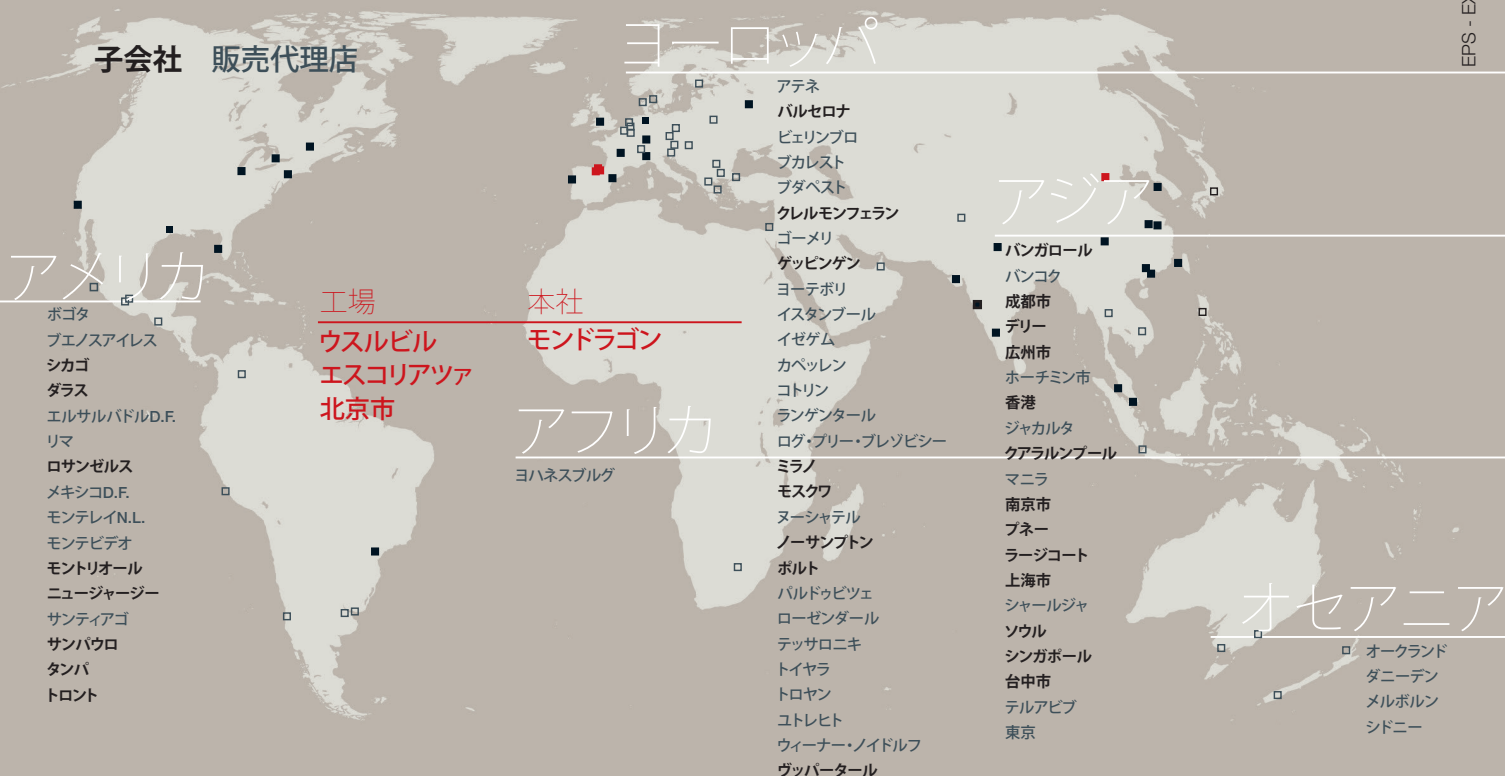 EPS - EX
子会社 販売代理店
ヨーロッパ
アテネ
バルセロナ
ビェリンブロ
ブカレスト
ブダペスト
クレルモンフェラン
ゴーメリ
ゲッピンゲン
ヨーテボリ
イスタンブール
イゼゲム
カペッレン
コトリン
ランゲンタール
ログ・プリー・ブレゾビシー
ミラノ
モスクワ
ヌーシャテル
ノーサンプトン
ポルト
パルドゥビツェ
ローゼンダール
テッサロニキ
トイヤラ
トロヤン
ユトレヒト
ウィーナー・ノイドルフ
ヴッパータール
アジア
バンガロール
バンコク
成都市
デリー
広州市
ホーチミン市
香港
ジャカルタ
クアラルンプール
マニラ
南京市
プネー
ラージコート
上海市
シャールジャ
ソウル
シンガポール
台中市
テルアビブ
東京
アメリカ
ボゴタ
ブエノスアイレス
シカゴ
ダラス
エルサルバドルD.F.
リマ
ロサンゼルス
メキシコD.F.
モンテレイN.L.
モンテビデオ
モントリオール
ニュージャージー
サンティアゴ
サンパウロ
タンパ
トロント
工場
ウスルビル
エスコリアツァ
北京市
本社
モンドラゴン
アフリカ
ヨハネスブルグ
オセアニア
オークランド
ダニーデン
メルボルン
シドニー